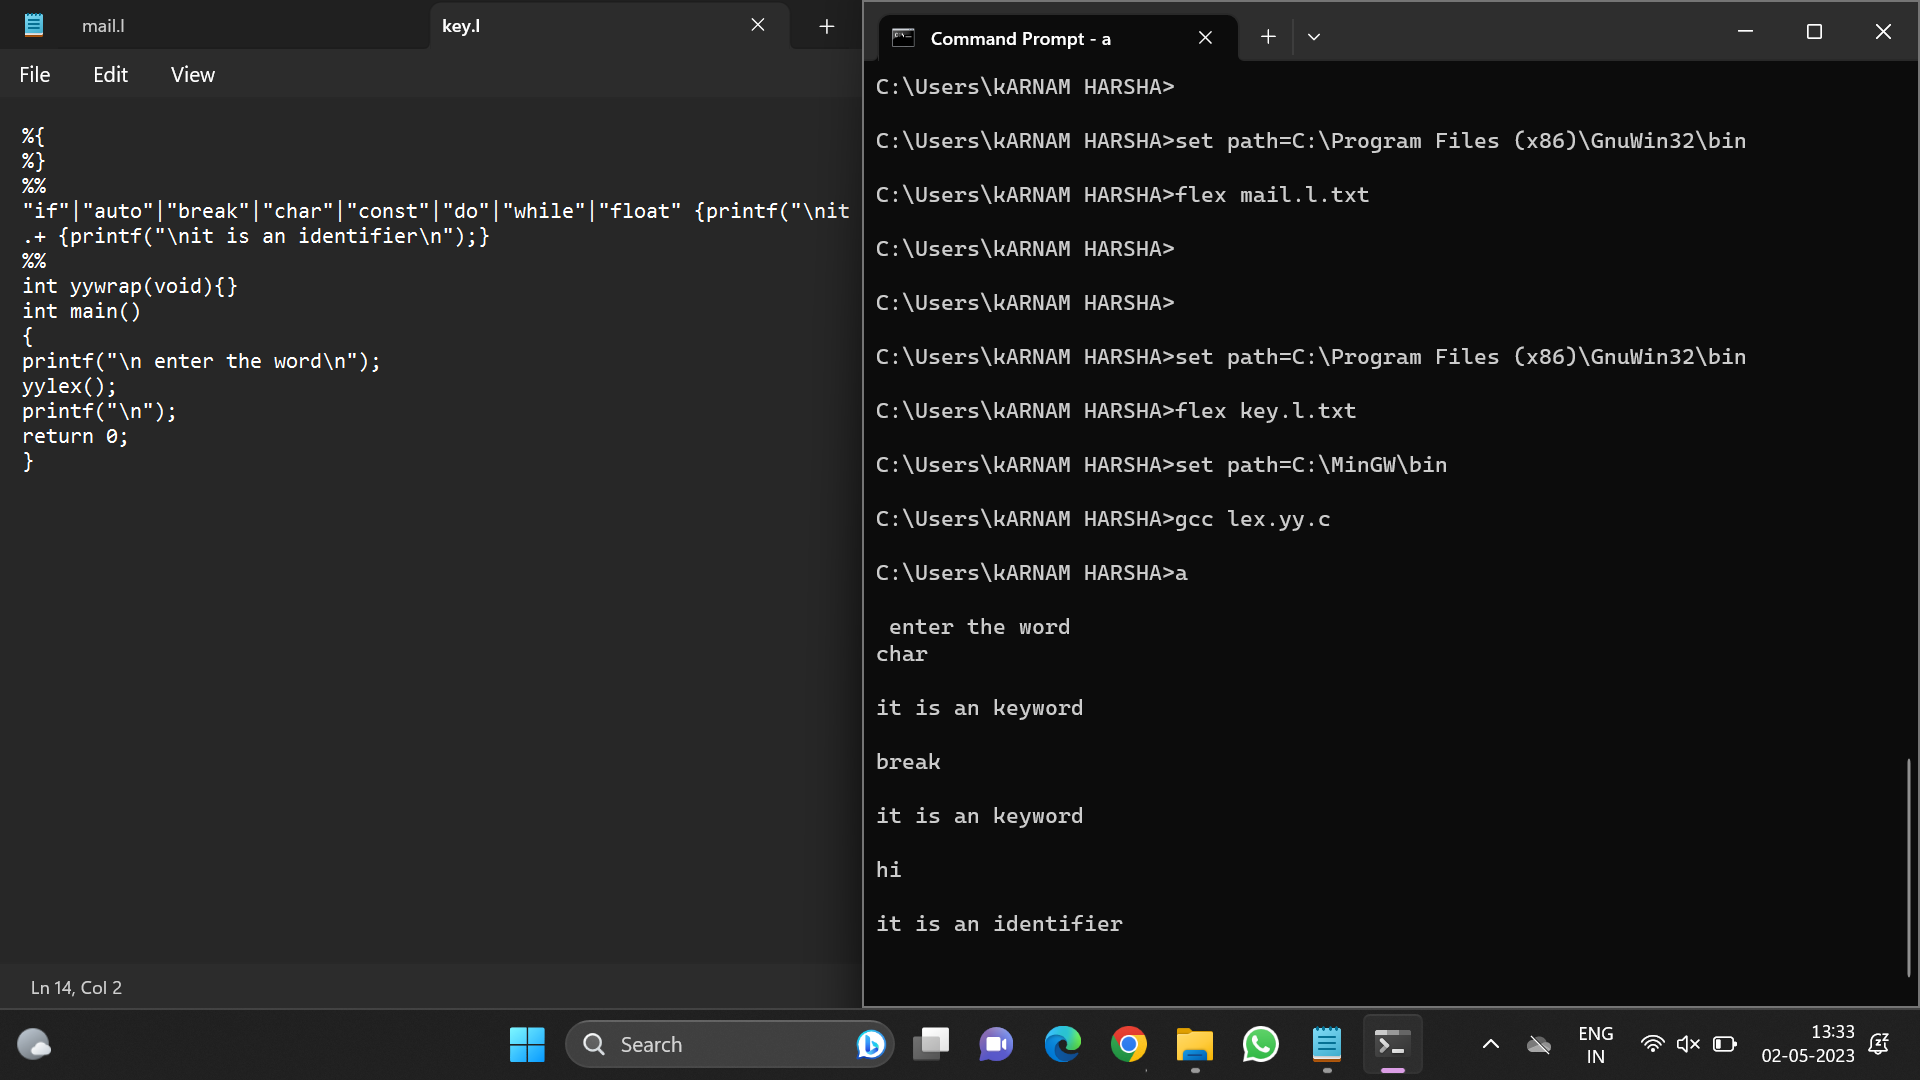 mail.l
key.l
File Edit View
%{
%}
%%
"if"|"auto"|"break"|"char"|"const"|"do"|"while"|"float" {printf("\nit
.+ {printf("\nit is an identifier\n");}
%%
int yywrap(void){}
int main()
{
printf("\n enter the word\n");
yylex();
printf("\n");
return 0;
}
Ln 14, Col 2
Command Prompt - a
C:\Users\kARNAM HARSHA>
C:\Users\kARNAM HARSHA>set path=C:\Program Files (x86)\GnuWin32\bin
C:\Users\kARNAM HARSHA>flex mail.l.txt
C:\Users\kARNAM HARSHA>
C:\Users\kARNAM HARSHA>
C:\Users\kARNAM HARSHA>set path=C:\Program Files (x86)\GnuWin32\bin
C:\Users\kARNAM HARSHA>flex key.l.txt
C:\Users\kARNAM HARSHA>set path=C:\MinGW\bin
C:\Users\kARNAM HARSHA>gcc lex.yy.c
C:\Users\kARNAM HARSHA>a
enter the word
char
it is an keyword
break
it is an keyword
hi
it is an identifier
Search
ENG
IN
13:33
02-05-2023